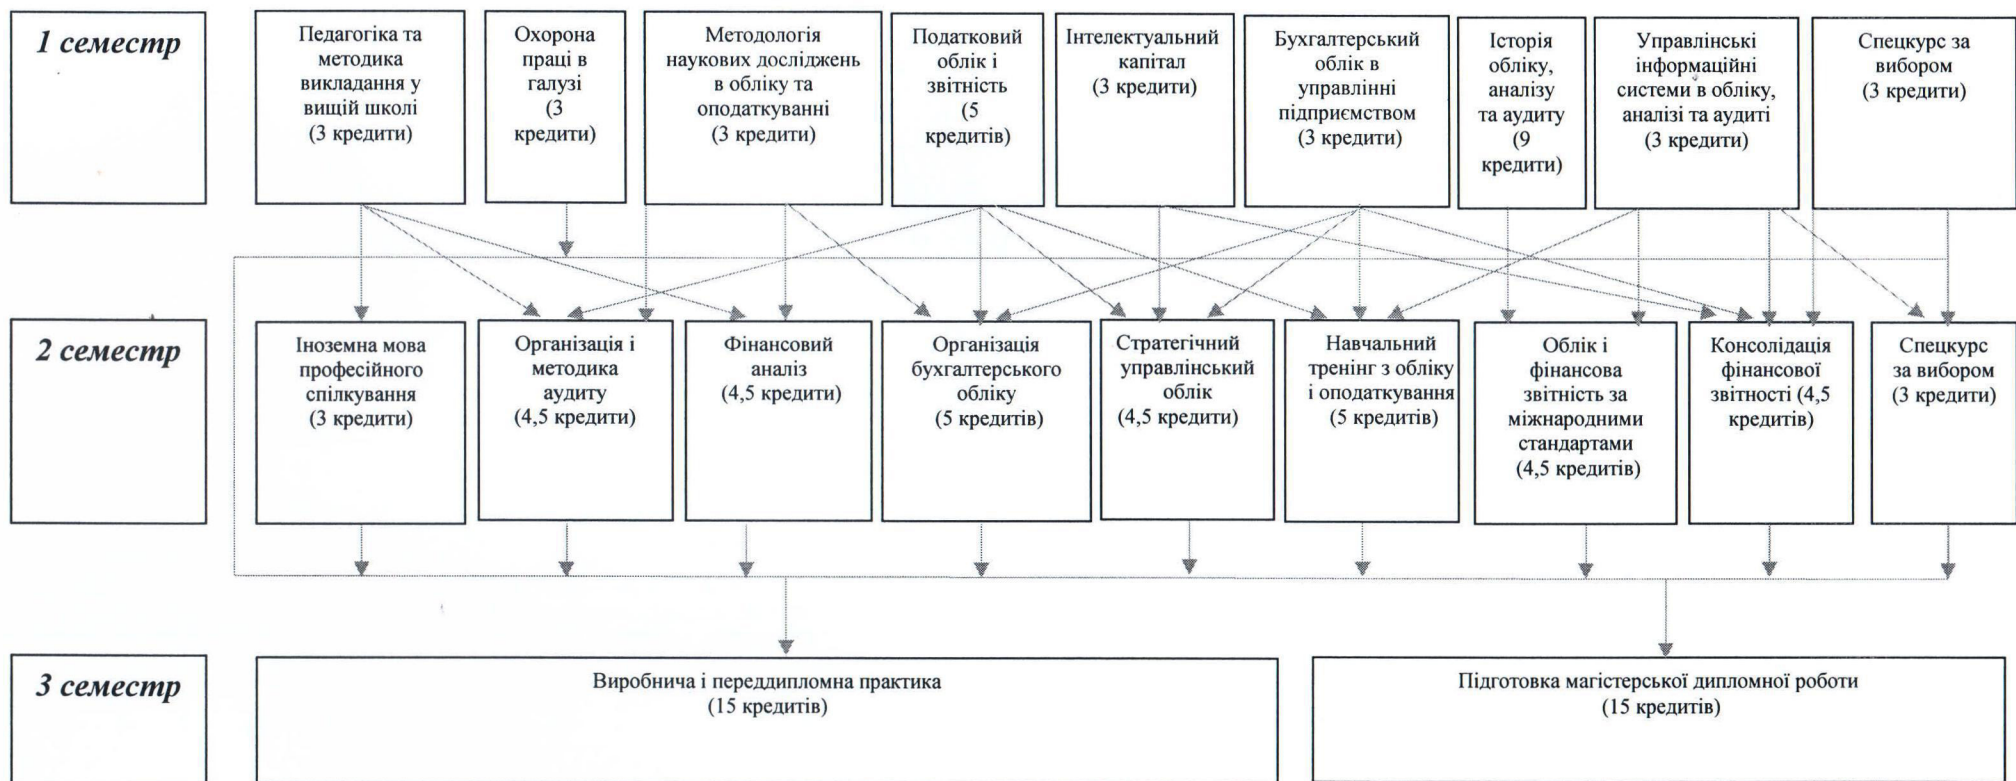 1 семестр
Педагогіка та
методика
викладання у
вищій школі
(3 кредити)
Охорона
праці в
галузі
(3
кредити)
Методологія
наукових досліджень
в обліку та
оподаткуванні
(3 кредити)
Податковий
облік і
звітність
(5
кредитів)
Інтелектуальний
капітал
(3 кредити)
Бухгалтерський
облік в
управлінні
підприємством
(3 кредити)
Історія
обліку,
аналізу
та аудиту
(9
кредити)
Управлінські
інформаційні
системи в обліку,
аналізі та аудиті
(3 кредити)
Спецкурс за
вибором
(3 кредити)
2 семестр
Іноземна мова
професійного
спілкування
(3 кредити)
Організація і
методика
аудиту
(4,5 кредити)
Фінансовий
аналіз
(4,5 кредити)
Організація
бухгалтерського
обліку
(5 кредитів)
Стратегічний
управлінський
облік
(4,5 кредити)
Навчальний
тренінг з обліку
і оподаткування
(5 кредитів)
Облік і
фінансова
звітність за
міжнародними
стандартами
(4,5 кредитів)
Консолідація
фінансової
звітності (4,5
кредитів)
Спецкурс
за вибором
(3 кредити)
3 семестр
Виробнича і переддипломна практика
(15 кредитів)
Підготовка магістерської дипломної роботи
(15 кредитів)